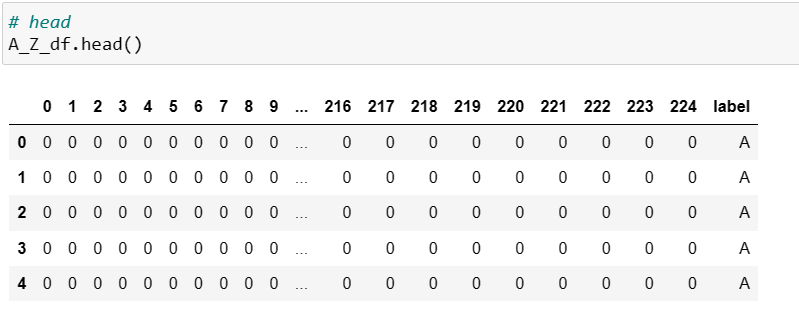 # head
A_Z_df.head()
0 1 2 3 4 5 6 7 8 9 ... 216 217 218 219 220 221 222 223 224 label
0 0 0 0 0 0 0 0 0 0 0 ... 0 0 0 0 0 0 0 0 0 A
1 0 0 0 0 0 0 0 0 0 0 ... 0 0 0 0 0 0 0 0 0 A
2 0 0 0 0 0 0 0 0 0 0 ... 0 0 0 0 0 0 0 0 0 A
3 0 0 0 0 0 0 0 0 0 0 ... 0 0 0 0 0 0 0 0 0 A
4 0 0 0 0 0 0 0 0 0 0 ... 0 0 0 0 0 0 0 0 0 A